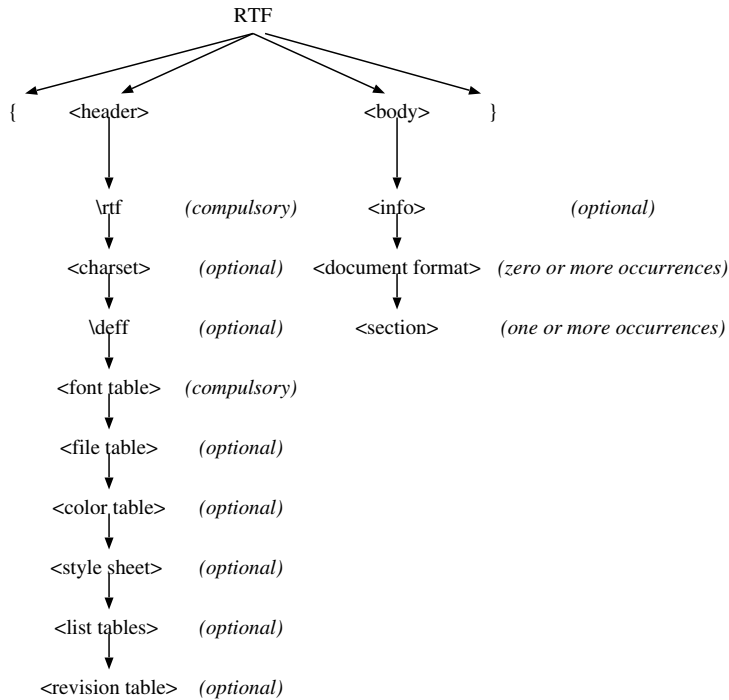 RTF
{ <header> <body> }
\rtf (compulsory) <info> (optional)
<charset> (optional) <document format> (zero or more occurrences)
\deff (optional) <section> (one or more occurrences)
<font table> (compulsory)
<file table> (optional)
<color table> (optional)
<style sheet> (optional)
<list tables> (optional)
<revision table> (optional)